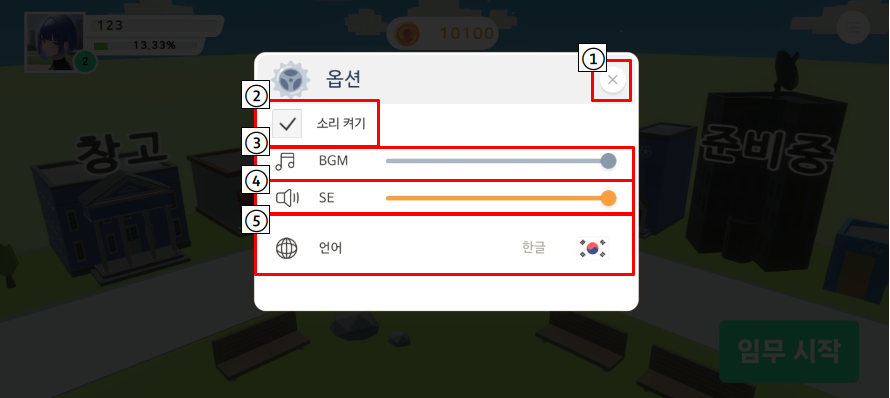 123
13.33%
2
10100
①
옵션
②
소리 켜기
③
BGM
④
SE
⑤
언어 한글
창고
준비중
임무 시작